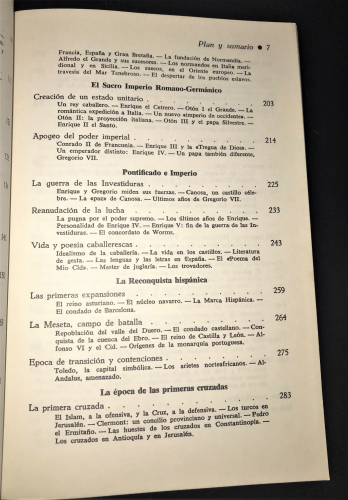 Plan y sumario • 7
Francia, España y Gran Bretaña. — La fundación de Normandía. —
Alfredo el Grande y sus sucesores. — Los normandos en Italia meri-
dional y en Sicilia. — Los suecos, en el Oriente europeo. — La
travesía del Mar Tenebroso. — El despertar de los pueblos eslavos.
El Sacro Imperio Romano-Germánico
Creación de un estado unitario 203
Un rey caballero. — Enrique el Cetrero. — Otón I el Grande. — La
romántica expedición a Italia. — Un nuevo simperio de occidente. —
Otón II: la proyección italiana. — Otón III y el papa Silvestre. —
Enrique II el Santo.
Apogeo del poder imperial 214
Conrado II de Franconia. — Enrique III y la «Tregua de Dios». —
Un emperador distinto: Enrique IV. — Un papa también diferente,
Gregorio VII.
Pontificado e Imperio
La guerra de las Investiduras 225
Enrique y Gregorio miden sus fuerzas. — Canosa, un castillo céle-
bre. — La epaza de Canosa. — Últimos años de Gregorio VII.
Reanudación de la lucha 233
La pugna por el poder supremo. — Los últimos años de Enrique. —
Personalidad de Enrique IV. — Enrique V: fin de la guerra de las In-
vestiduras. — El concordato de Worms.
Vida y poesía caballerescas 243
Idealismo de la caballería. — La vida en los castillos. — Literatura
de gesta. — Las lenguas y las letras en España. — El «Poema del
Mio Cid». — Mester de juglaría. — Los trovadores.
La Reconquista hispánica
Las primeras expansiones 259
El reino asturiano. — El núcleo navarro. — La Marca Hispánica. —
El condado de Barcelona.
La Meseta, campo de batalla 264
Repoblación del valle del Duero. — El condado castellano. — Con-
quista de la cuenca del Ebro. — El reino de Castilla y León. — Al-
fonso VI y el Cid. — Orígenes de la monarquía portuguesa.
Época de transición y contenciones 275
Toledo, la capital simbólica. — Los arietes norteafricanos. — Al-
Andalus, amenazado.
La época de las primeras cruzadas
La primera cruzada 283
El Islam, a la ofensiva, y la Cruz, a la defensiva. — Los turcos en
Jerusalén. — Clermont: un concilio provinciano y universal. — Pedro
el Ermitaño. — Las huestes de los cruzados en Constantinopla. —
Los cruzados en Antioquía y en Jerusalén.